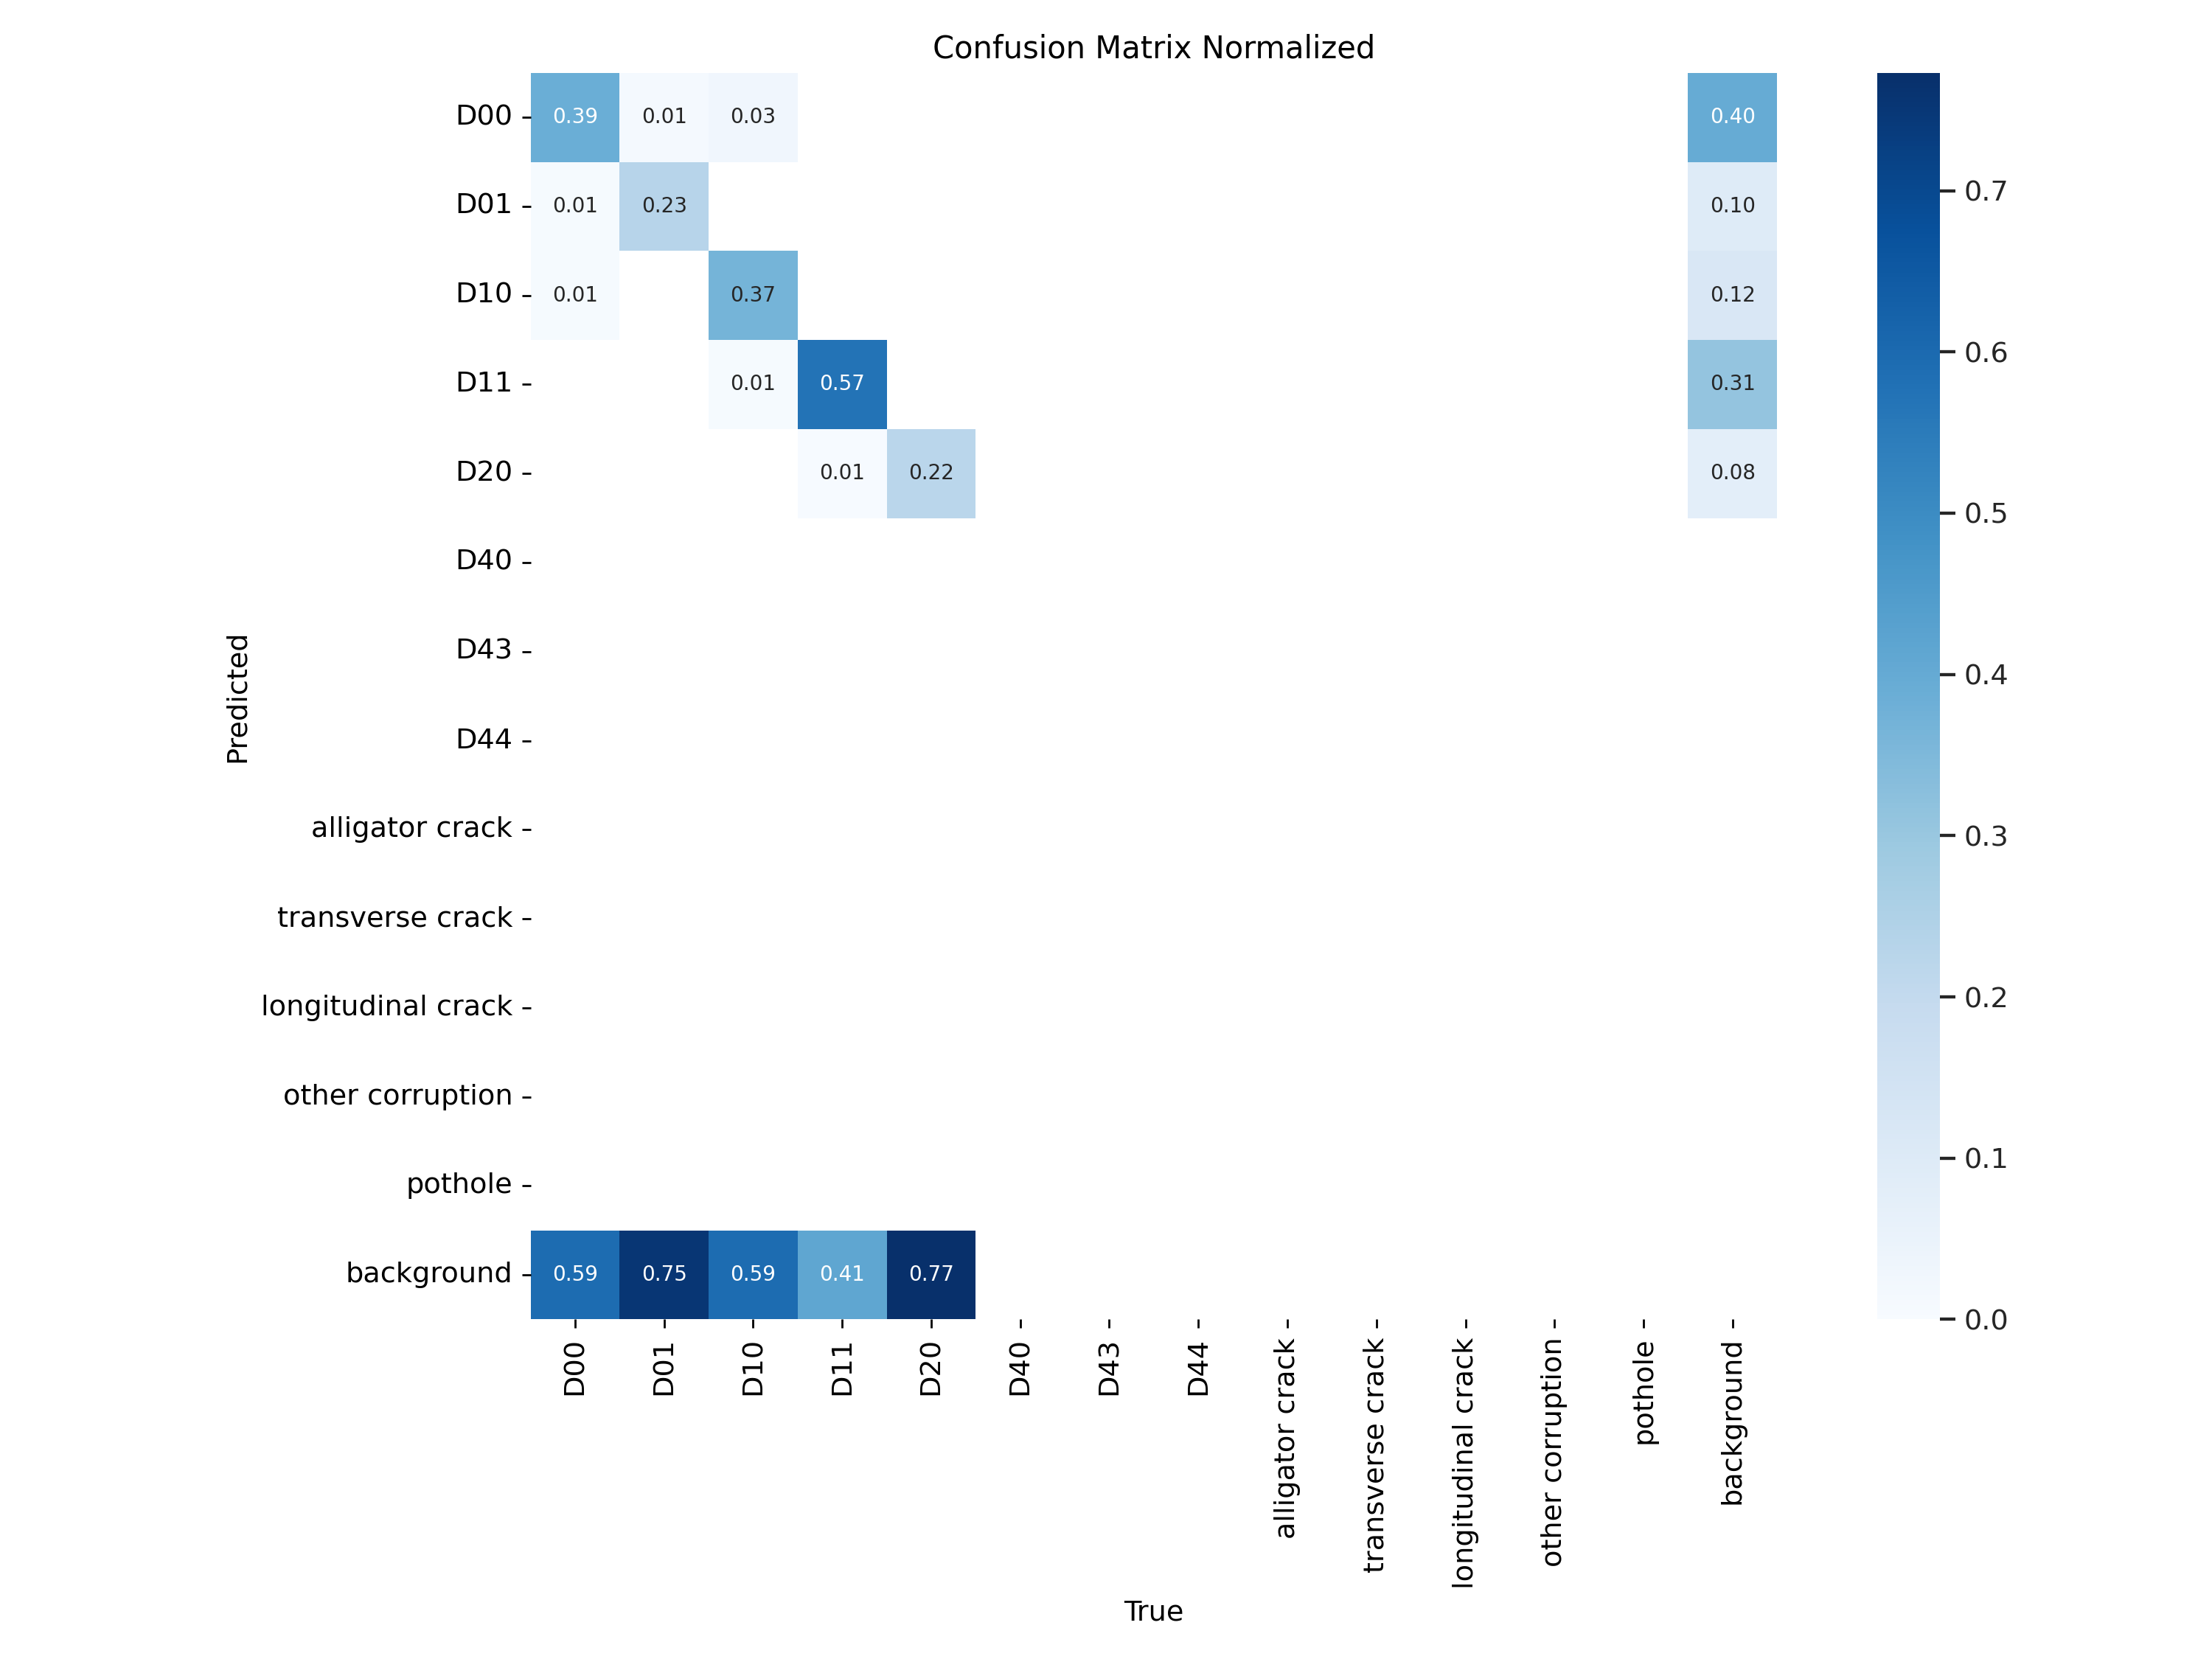 Confusion Matrix Normalized
D00 0.39 0.01 0.03 0.40
D01 0.01 0.23 0.10
D10 0.01 0.37 0.12
D11 0.01 0.57 0.31
D20 0.01 0.22 0.08
D40
D43
D44
alligator crack
transverse crack
longitudinal crack
other corruption
pothole
background 0.59 0.75 0.59 0.41 0.77
Predicted
D00
D01
D10
D11
D20
D40
D43
D44
alligator crack
transverse crack
longitudinal crack
other corruption
pothole
background
True
0.7
0.6
0.5
0.4
0.3
0.2
0.1
0.0